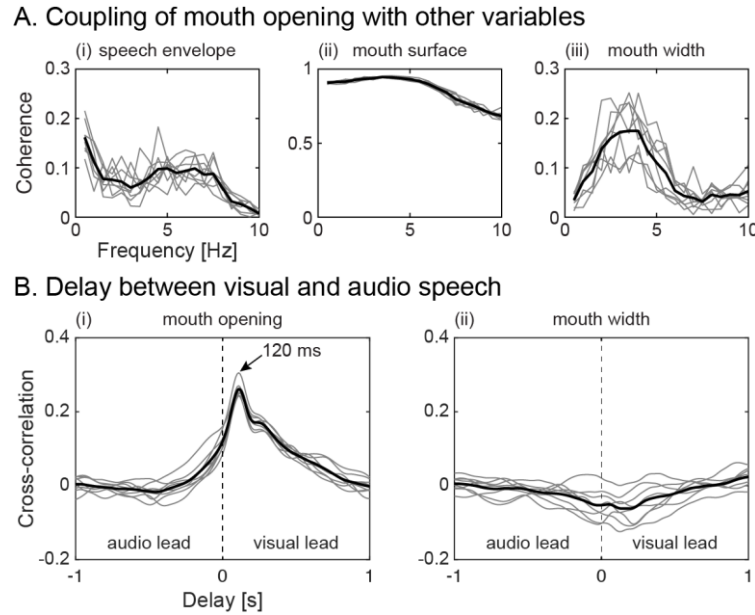 A. Coupling of mouth opening with other variables
(i) speech envelope
(ii) mouth surface
(iii) mouth width
0.3
0.2
0.1
0
Coherence
0 5 10
1
0.5
0
0 5 10
0.3
0.2
0.1
0
0 5 10
Frequency [Hz]
B. Delay between visual and audio speech
(i) mouth opening
(ii) mouth width
0.4
0.2
0
-0.2
Cross-correlation
120 ms
audio lead
visual lead
-1 0 1
0.4
0.2
0
-0.2
audio lead
visual lead
-1 0 1
Delay [s]